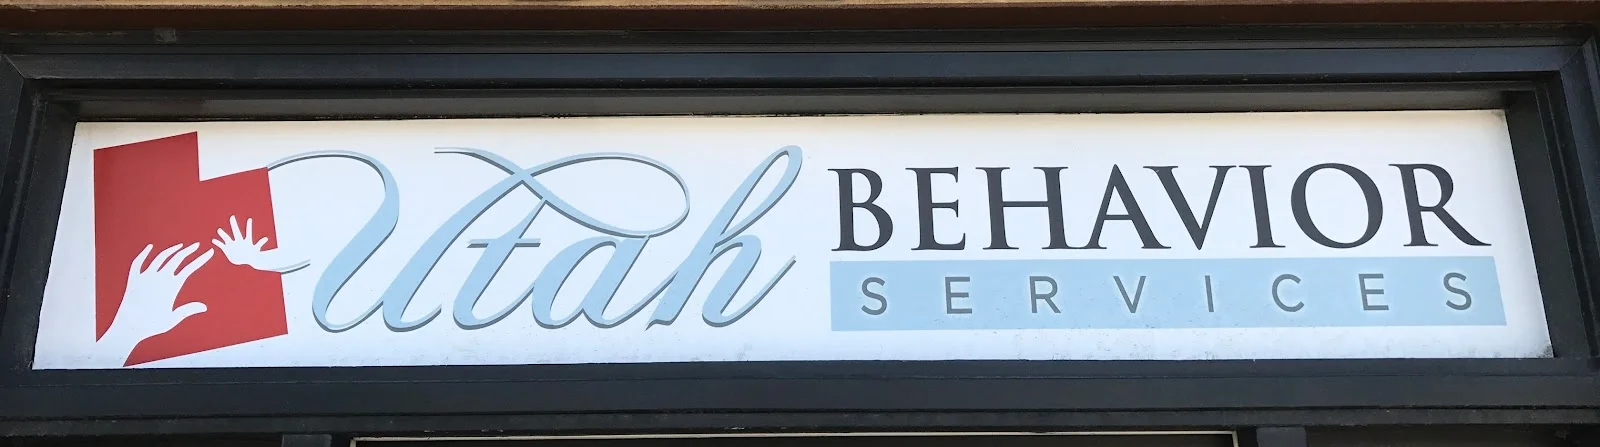 Utah BEHAVIOR
SERVICES